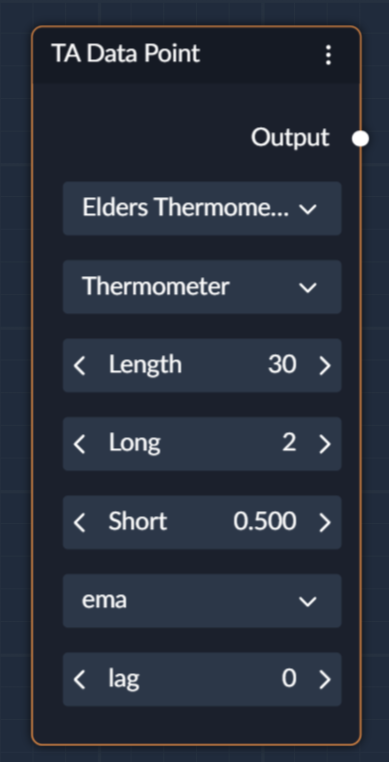 TA Data Point
Output
Elders Thermome...
Thermometer
Length 30
Long 2
Short 0.500
ema
lag 0